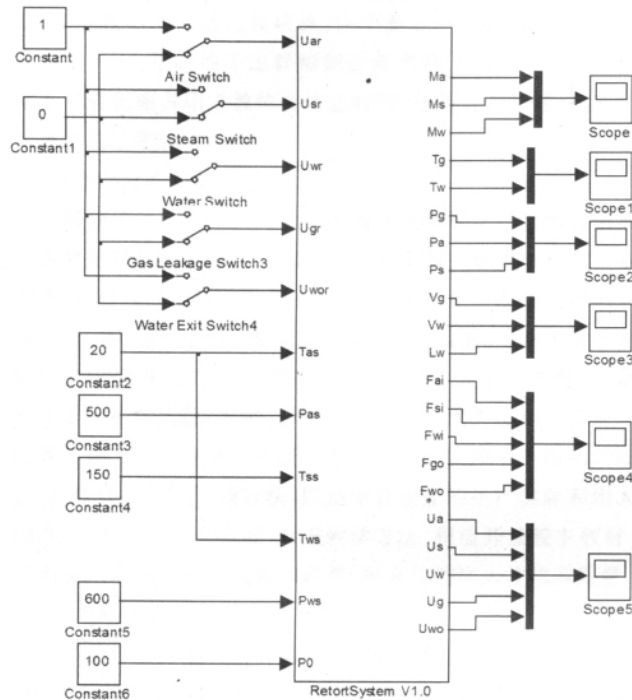 1
Constant
0
Constant1
Air Switch
Steam Switch
Water Switch
Gas Leakage Switch3
Water Exit Switch4
20
Constant2
500
Constant3
150
Constant4
600
Constant5
100
Constant6
Uar
Usr
Uwr
Ugr
Uwor
Tas
Pas
Tss
Tws
Pws
P0
Ma
Ms
Mw
Tg
Tw
Pg
Pa
Ps
Vg
Vw
Lw
Fai
Fsi
Fwi
Fgo
Fwo
Ua
Us
Uw
Ug
Uwo
RetortSystem V1.0
Scope
Scope1
Scope2
Scope3
Scope4
Scope5